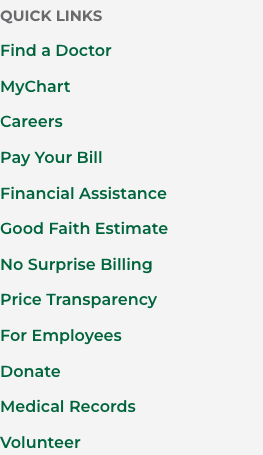 QUICK LINKS
Find a Doctor
MyChart
Careers
Pay Your Bill
Financial Assistance
Good Faith Estimate
No Surprise Billing
Price Transparency
For Employees
Donate
Medical Records
Volunteer